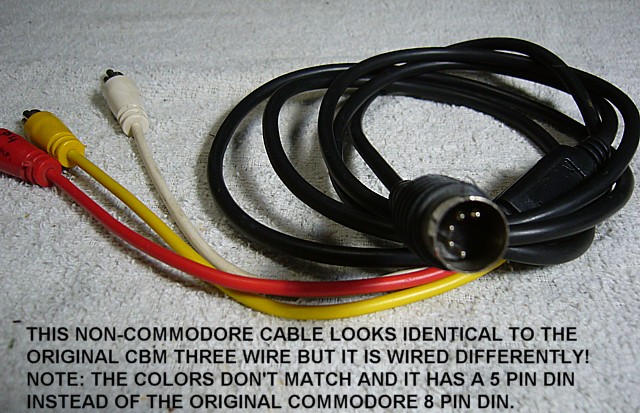 THIS NON-COMMODORE CABLE LOOKS IDENTICAL TO THE
ORIGINAL CBM THREE WIRE BUT IT IS WIRED DIFFERENTLY!
NOTE: THE COLORS DON'T MATCH AND IT HAS A 5 PIN DIN
INSTEAD OF THE ORIGINAL COMMODORE 8 PIN DIN.